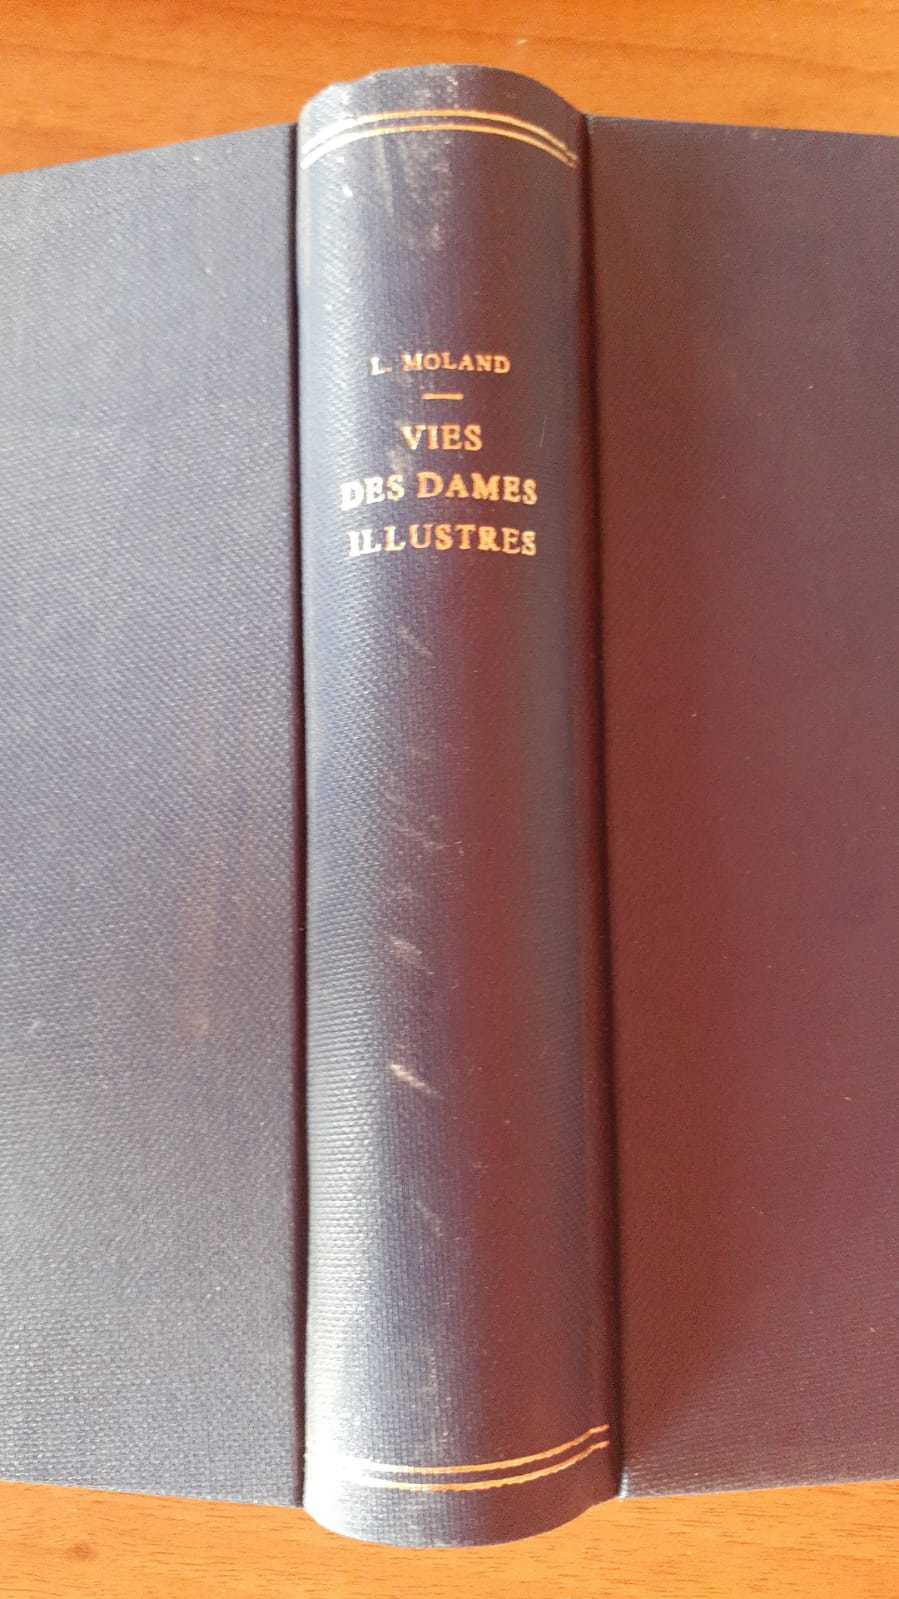 L. MOLAND
VIES
DES DAMES
ILLUSTRES